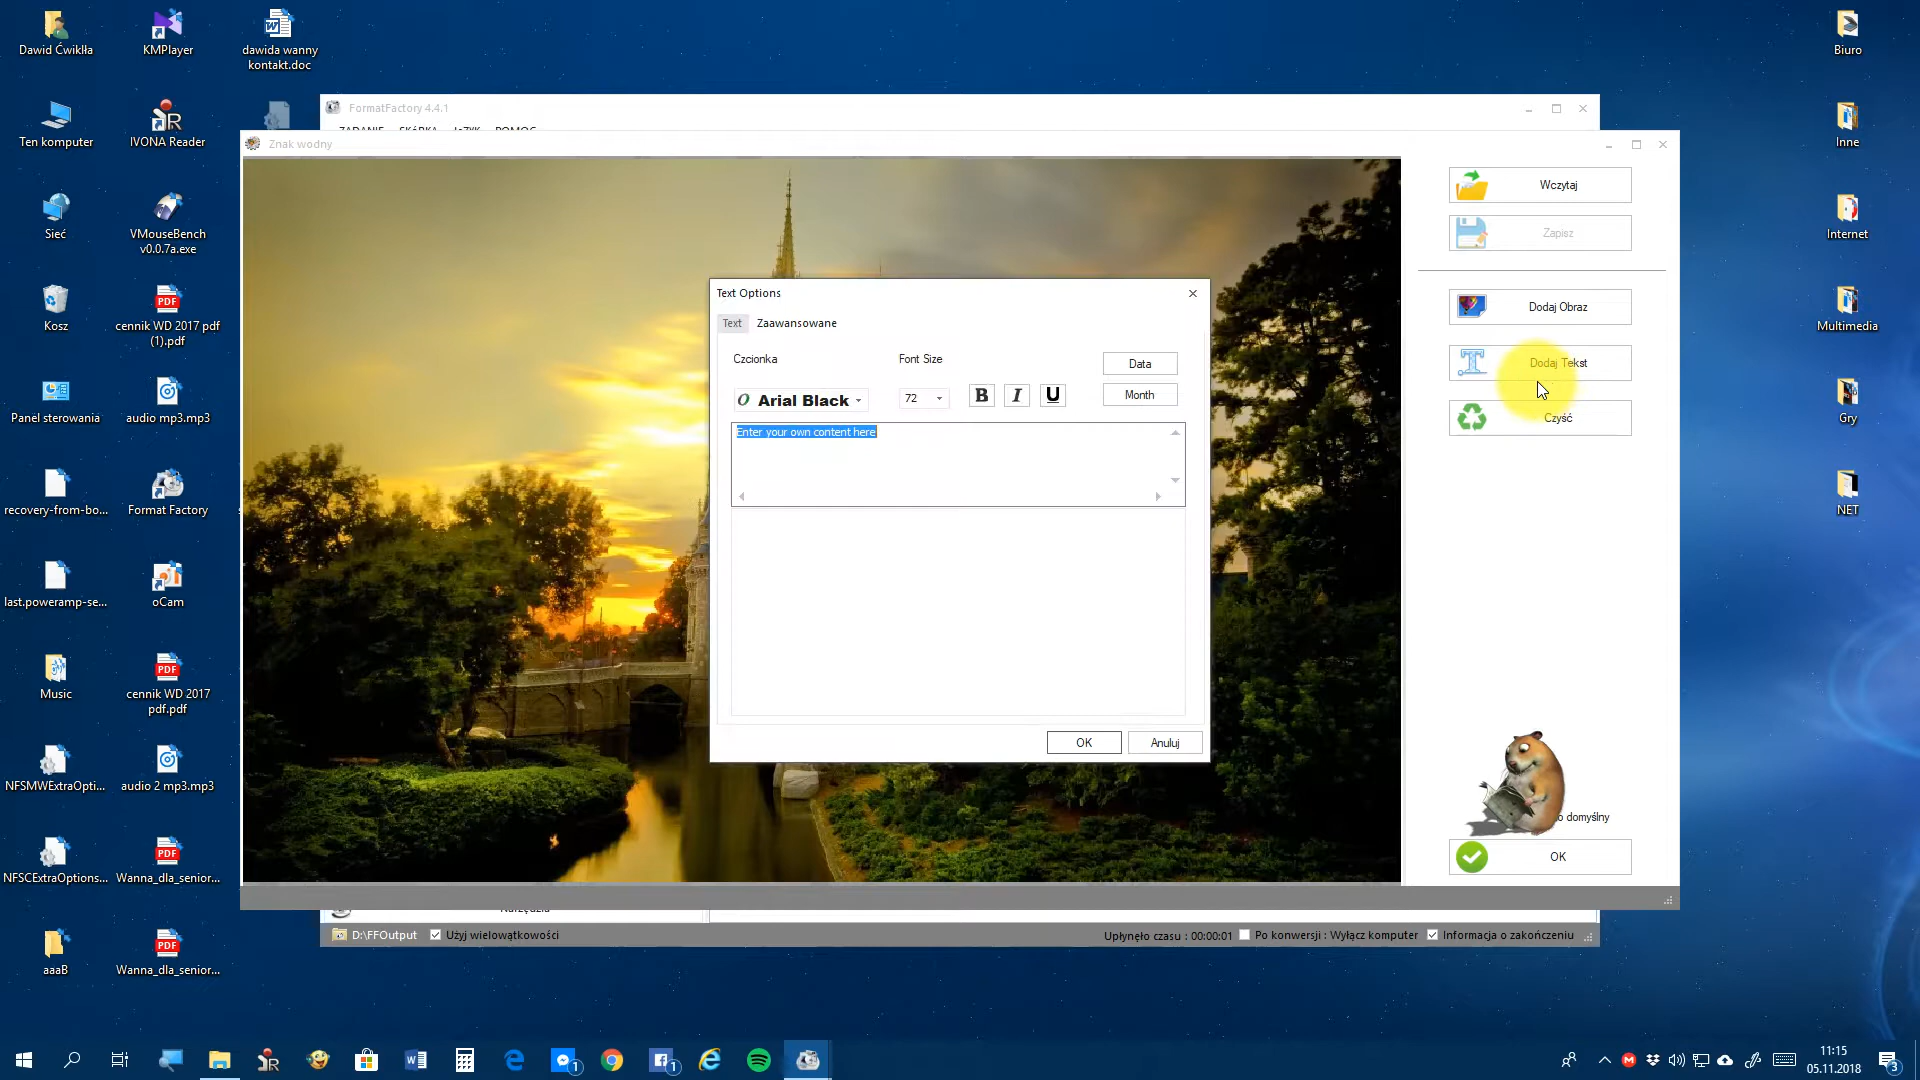 Dawid Ćwikłła
KMPlayer
dawida wanny
kontakt.doc
Biuro
FormatFactory 4.4.1
Ten komputer
IVONA Reader
Inne
Znak wodny
Wczytaj
Zapisz
Sieć
VMouseBench
v0.0.7a.exe
Internet
Text Options
Dodaj Obraz
Text
Zaawansowane
Kosz
cennik WD 2017 pdf
(1).pdf
Multimedia
Czcionka
Font Size
Data
Dodaj Tekst
Arial Black
72
B
I
U
Month
Panel sterowania
audio mp3.mp3
Czyść
Gry
Enter your own content here
recovery-from-bo...
Format Factory
NET
last.poweramp-se...
oCam
Music
cennik WD 2017
pdf.pdf
OK
Anuluj
NFSMWExtraOpti...
audio 2 mp3.mp3
o domyślny
OK
NFSCExtraOptions...
Wanna_dla_senior...
D:\FFOutput
Użyj wielowątkowości
Upłynęło czasu : 00:00:01
Po konwersji : Wyłącz komputer
Informacja o zakończeniu
aaaB
Wanna_dla_senior...
11:15
05.11.2018